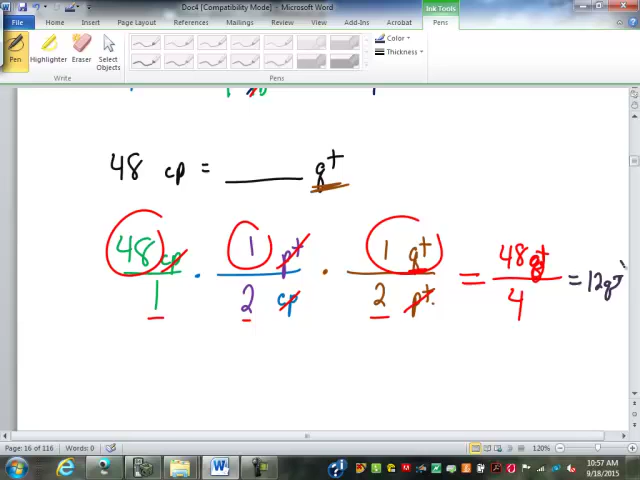 Doc4 [Compatibility Mode] - Microsoft Word
Ink Tools
File Home Insert Page Layout References Mailings Review View Add-Ins Acrobat Pens
Pen Highlighter Eraser Select Objects
Color
Thickness
Write Pens
48 cp = ______ qt
48 cp / 1 · 1 pt / 2 cp · 1 qt / 2 pt = 48 qt / 4 = 12 qt
Page: 16 of 116 Words: 0 120%
10:57 AM
9/18/2015